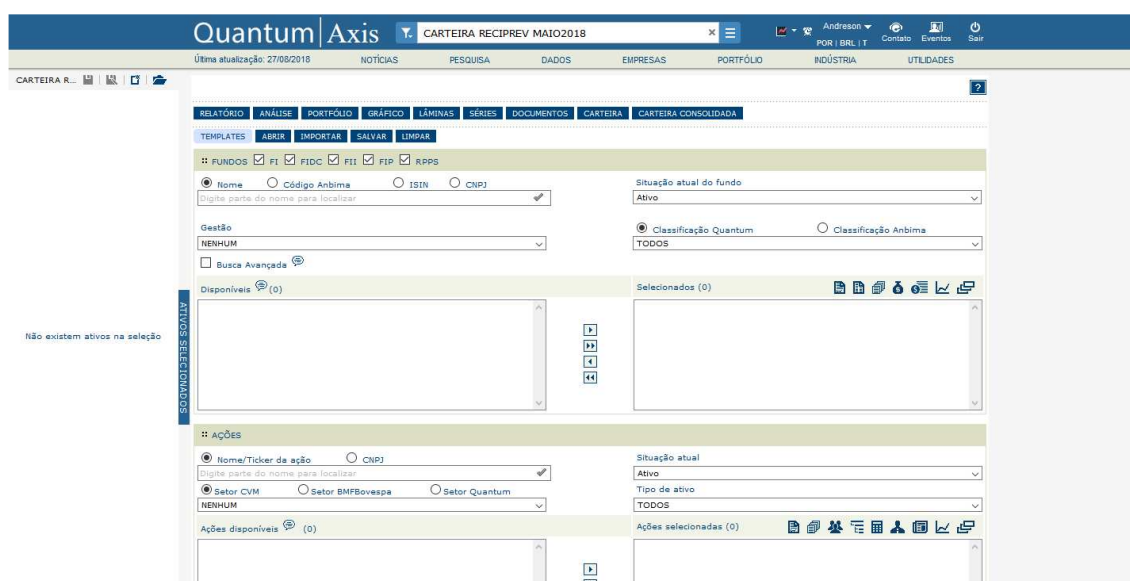 Quantum Axis
CARTEIRA RECIPREV MAIO2018
Andreson
POR | BRL | T
Contato
Eventos
Sair
Última atualização: 27/08/2018
NOTÍCIAS PESQUISA DADOS EMPRESAS PORTFÓLIO INDÚSTRIA UTILIDADES
CARTEIRA R...
?
RELATÓRIO ANÁLISE PORTFÓLIO GRÁFICO LÂMINAS SÉRIES DOCUMENTOS CARTEIRA CARTEIRA CONSOLIDADA
TEMPLATES ABRIR IMPORTAR SALVAR LIMPAR
FUNDOS FI FIDC FII FIP RPPS
Nome Código Anbima ISIN CNPJ
Situação atual do fundo
Digite parte do nome para localizar
Ativo
Gestão
Classificação Quantum Classificação Anbima
NENHUM
TODOS
Busca Avançada
Disponíveis (0)
Selecionados (0)
Não existem ativos na seleção
ATIVOS SELECIONADOS
AÇÕES
Nome/Ticker da ação CNPJ
Situação atual
Digite parte do nome para localizar
Ativo
Setor CVM Setor BMFBovespa Setor Quantum
Tipo de ativo
NENHUM
TODOS
Ações disponíveis (0)
Ações selecionadas (0)